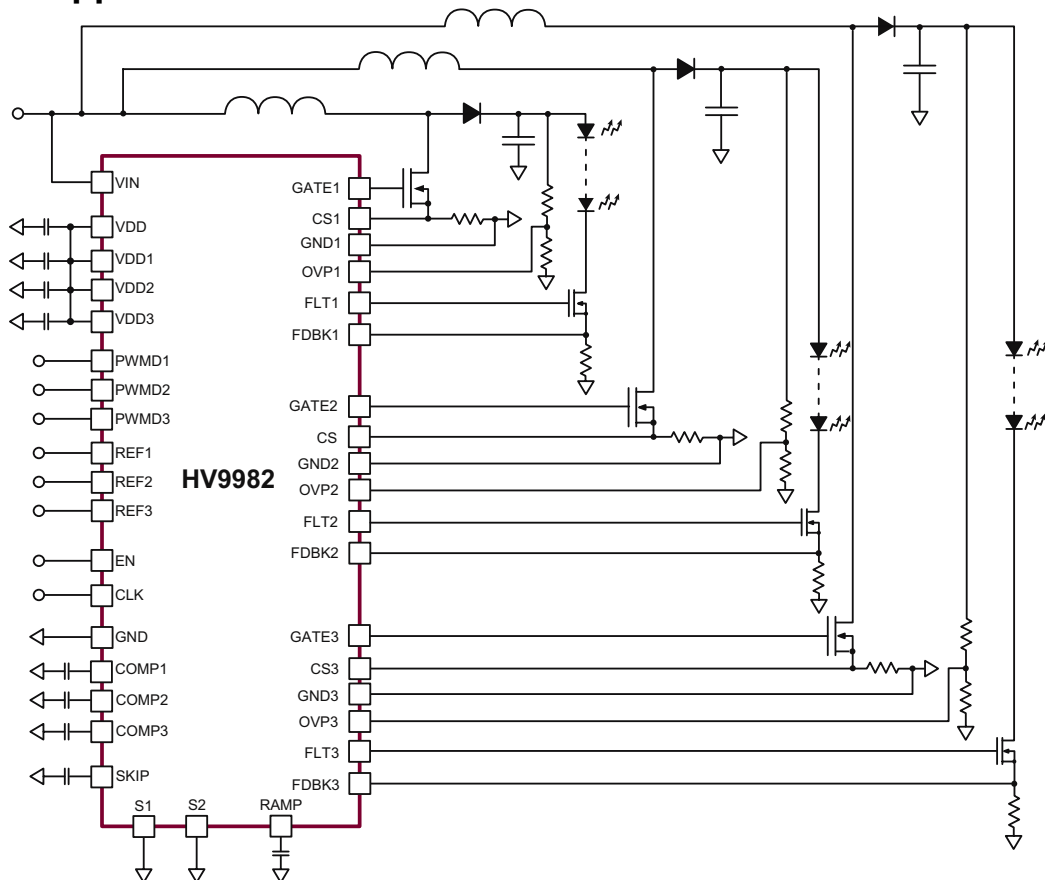 VIN
VDD
VDD1
VDD2
VDD3
PWMD1
PWMD2
PWMD3
REF1
REF2
REF3
EN
CLK
GND
COMP1
COMP2
COMP3
SKIP
HV9982
GATE1
CS1
GND1
OVP1
FLT1
FDBK1
GATE2
CS
GND2
OVP2
FLT2
FDBK2
GATE3
CS3
GND3
OVP3
FLT3
FDBK3
S1
S2
RAMP